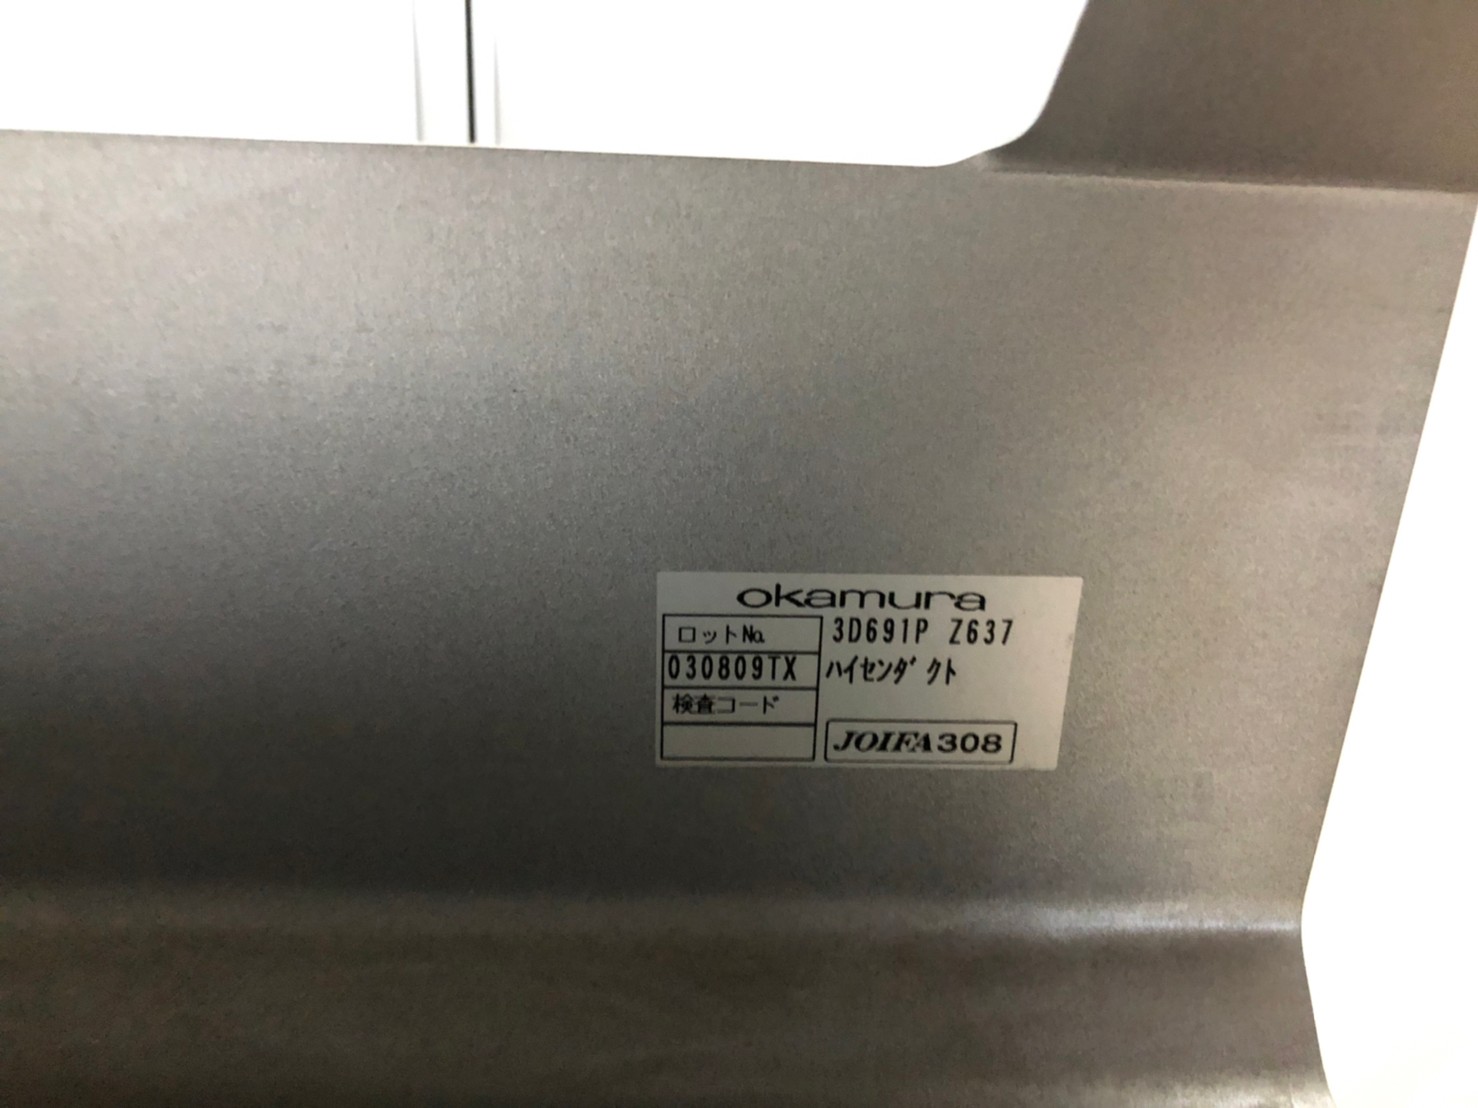 okamura
ロットNo.
3D691P Z637
030809TX
ハイセンダクト
検査コード
JOIFA308